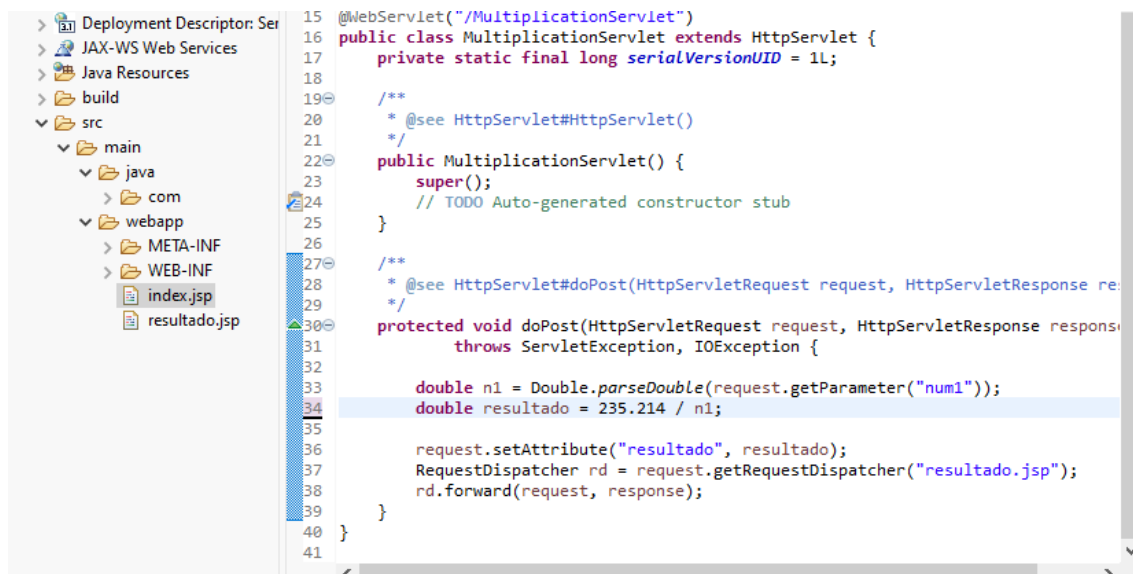 Deployment Descriptor: Ser
JAX-WS Web Services
Java Resources
build
src
main
java
com
webapp
META-INF
WEB-INF
index.jsp
resultado.jsp
15 @WebServlet("/MultiplicationServlet")
16 public class MultiplicationServlet extends HttpServlet {
17 private static final long serialVersionUID = 1L;
18
19 /**
20 * @see HttpServlet#HttpServlet()
21 */
22 public MultiplicationServlet() {
23 super();
24 // TODO Auto-generated constructor stub
25 }
26
27 /**
28 * @see HttpServlet#doPost(HttpServletRequest request, HttpServletResponse re
29 */
30 protected void doPost(HttpServletRequest request, HttpServletResponse response
31 throws ServletException, IOException {
32
33 double n1 = Double.parseDouble(request.getParameter("num1"));
34 double resultado = 235.214 / n1;
35
36 request.setAttribute("resultado", resultado);
37 RequestDispatcher rd = request.getRequestDispatcher("resultado.jsp");
38 rd.forward(request, response);
39 }
40 }
41